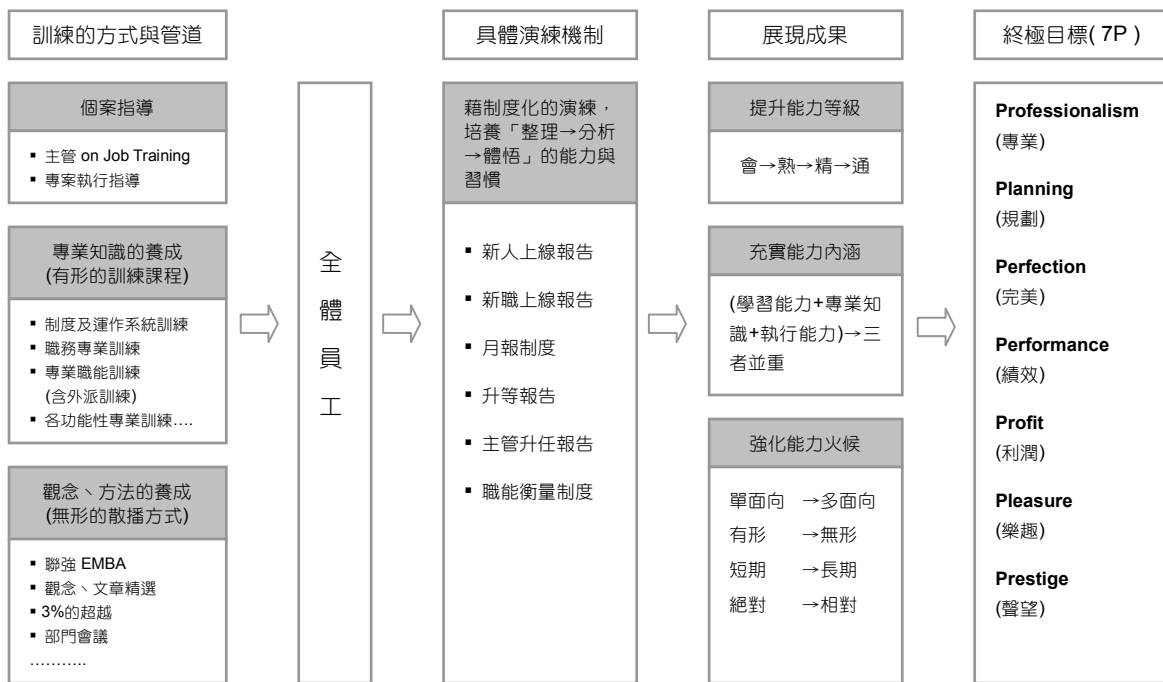 訓練的方式與管道
個案指導
▪ 主管 on Job Training
▪ 專案執行指導
專業知識的養成
(有形的訓練課程)
▪ 制度及運作系統訓練
▪ 職務專業訓練
▪ 專業職能訓練
(含外派訓練)
▪ 各功能性專業訓練....
觀念、方法的養成
(無形的散播方式)
▪ 聯強 EMBA
▪ 觀念、文章精選
▪ 3%的超越
▪ 部門會議
...........
全
體
員
工
具體演練機制
藉制度化的演練，
培養「整理→分析
→體悟」的能力與
習慣
▪ 新人上線報告
▪ 新職上線報告
▪ 月報制度
▪ 升等報告
▪ 主管升任報告
▪ 職能衡量制度
展現成果
提升能力等級
會→熟→精→通
充實能力內涵
(學習能力+專業知
識+執行能力)→三
者並重
強化能力火候
單面向 →多面向
有形 →無形
短期 →長期
絕對 →相對
終極目標( 7P )
Professionalism
(專業)
Planning
(規劃)
Perfection
(完美)
Performance
(績效)
Profit
(利潤)
Pleasure
(樂趣)
Prestige
(聲望)